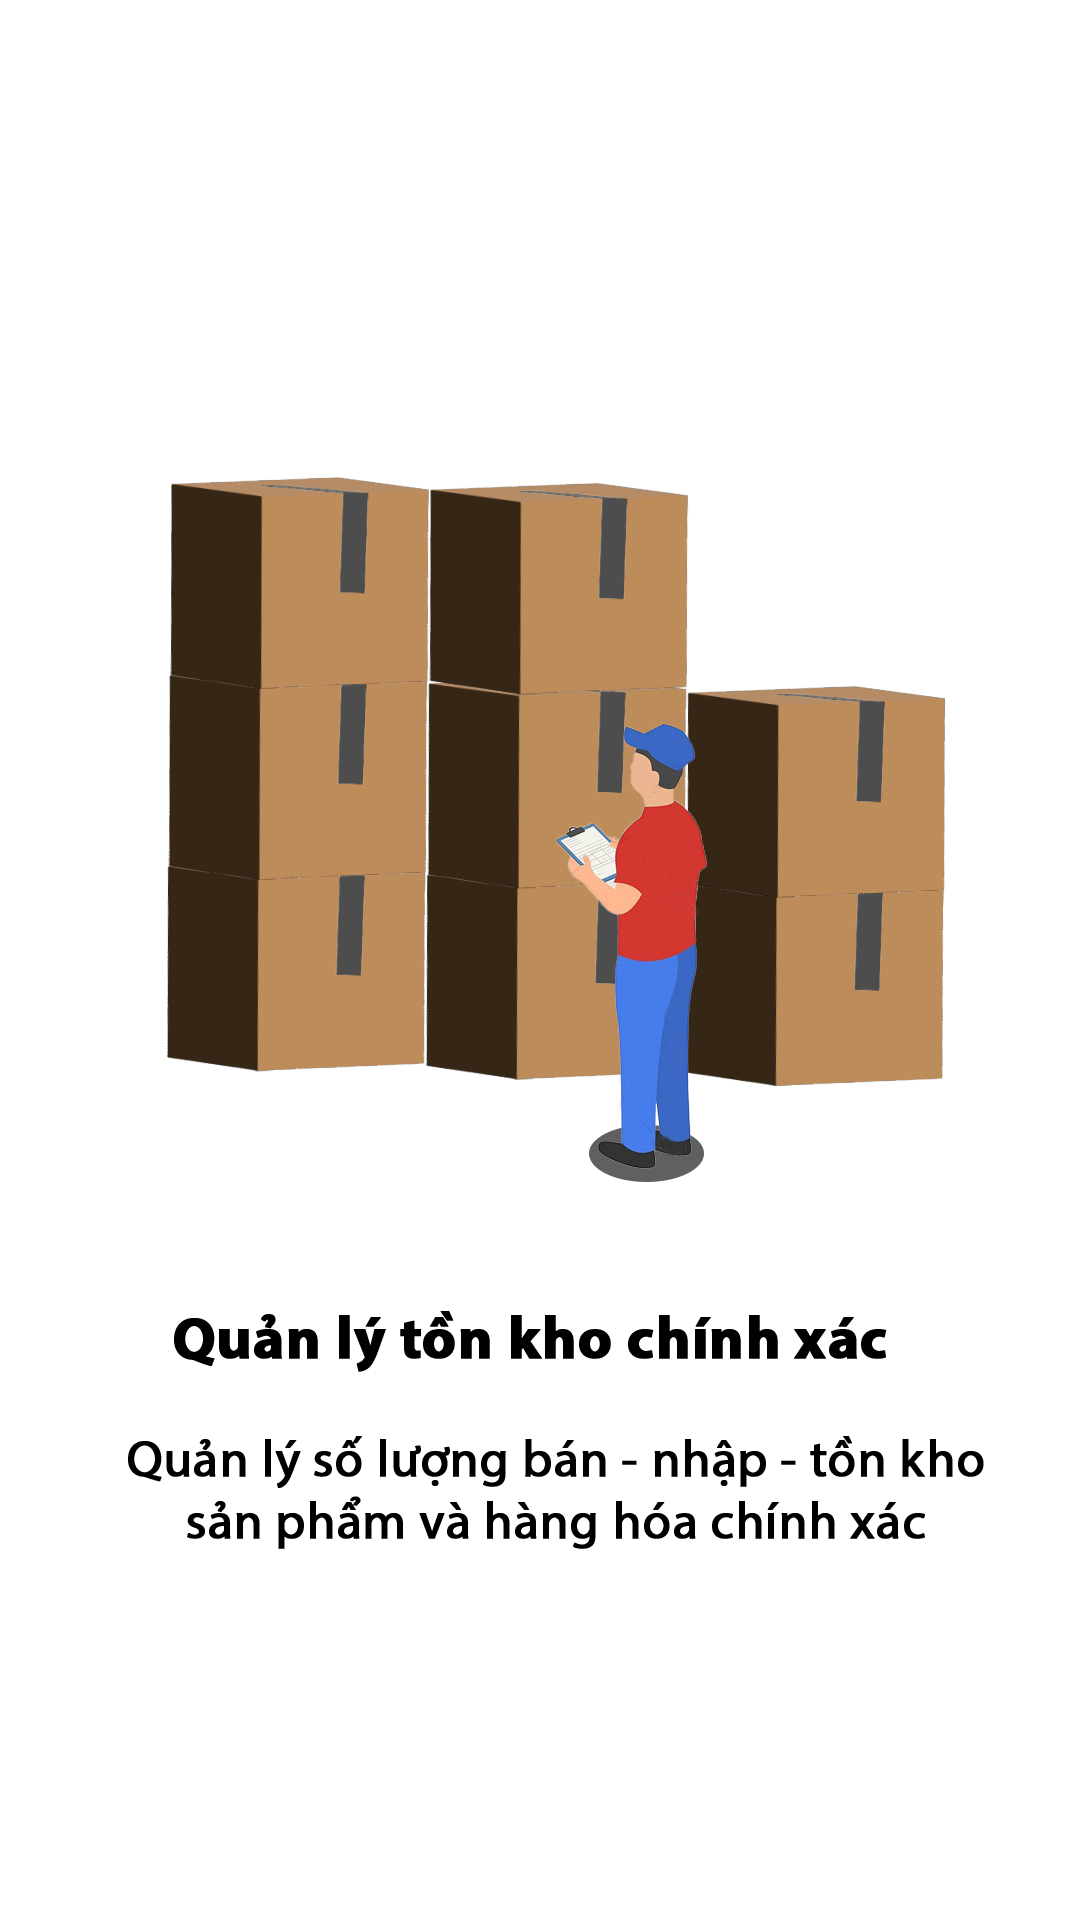 Quản lý tồn kho chính xác
Quản lý số lượng bán - nhập - tồn kho
sản phẩm và hàng hóa chính xác